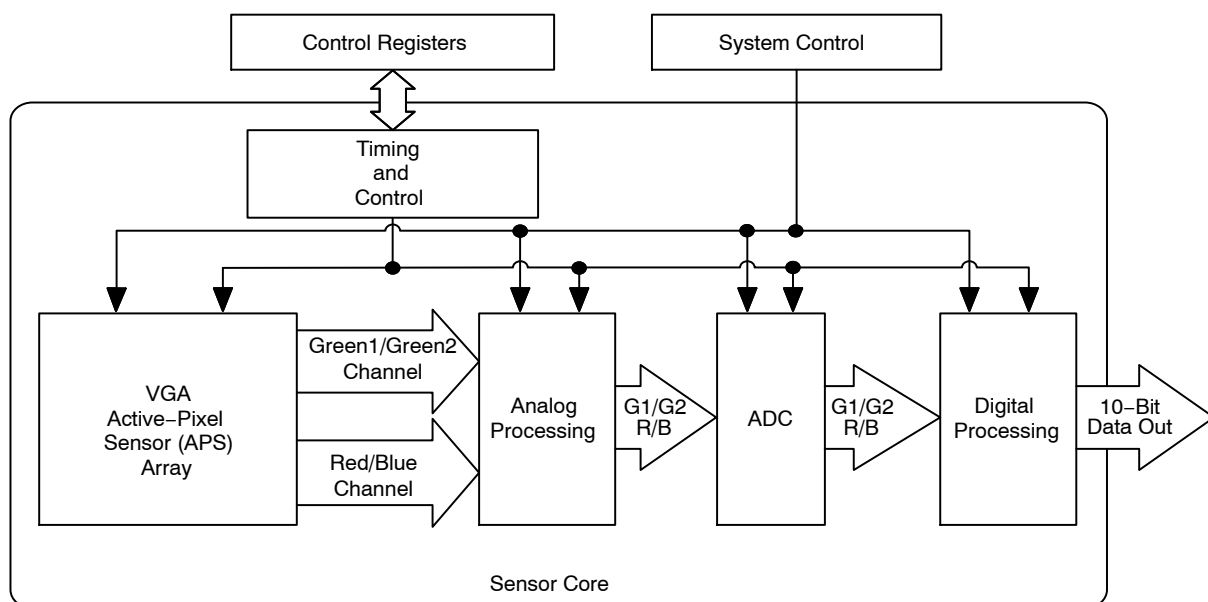 Control Registers
System Control
Timing
and
Control
VGA
Active−Pixel
Sensor (APS)
Array
Green1/Green2
Channel
Red/Blue
Channel
Analog
Processing
G1/G2
R/B
ADC
G1/G2
R/B
Digital
Processing
10−Bit
Data Out
Sensor Core